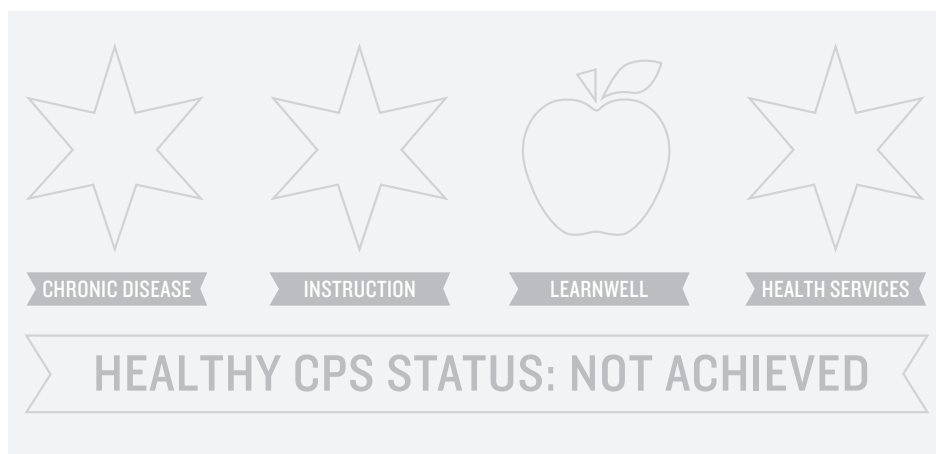 CHRONIC DISEASE
INSTRUCTION
LEARNWELL
HEALTH SERVICES
HEALTHY CPS STATUS: NOT ACHIEVED